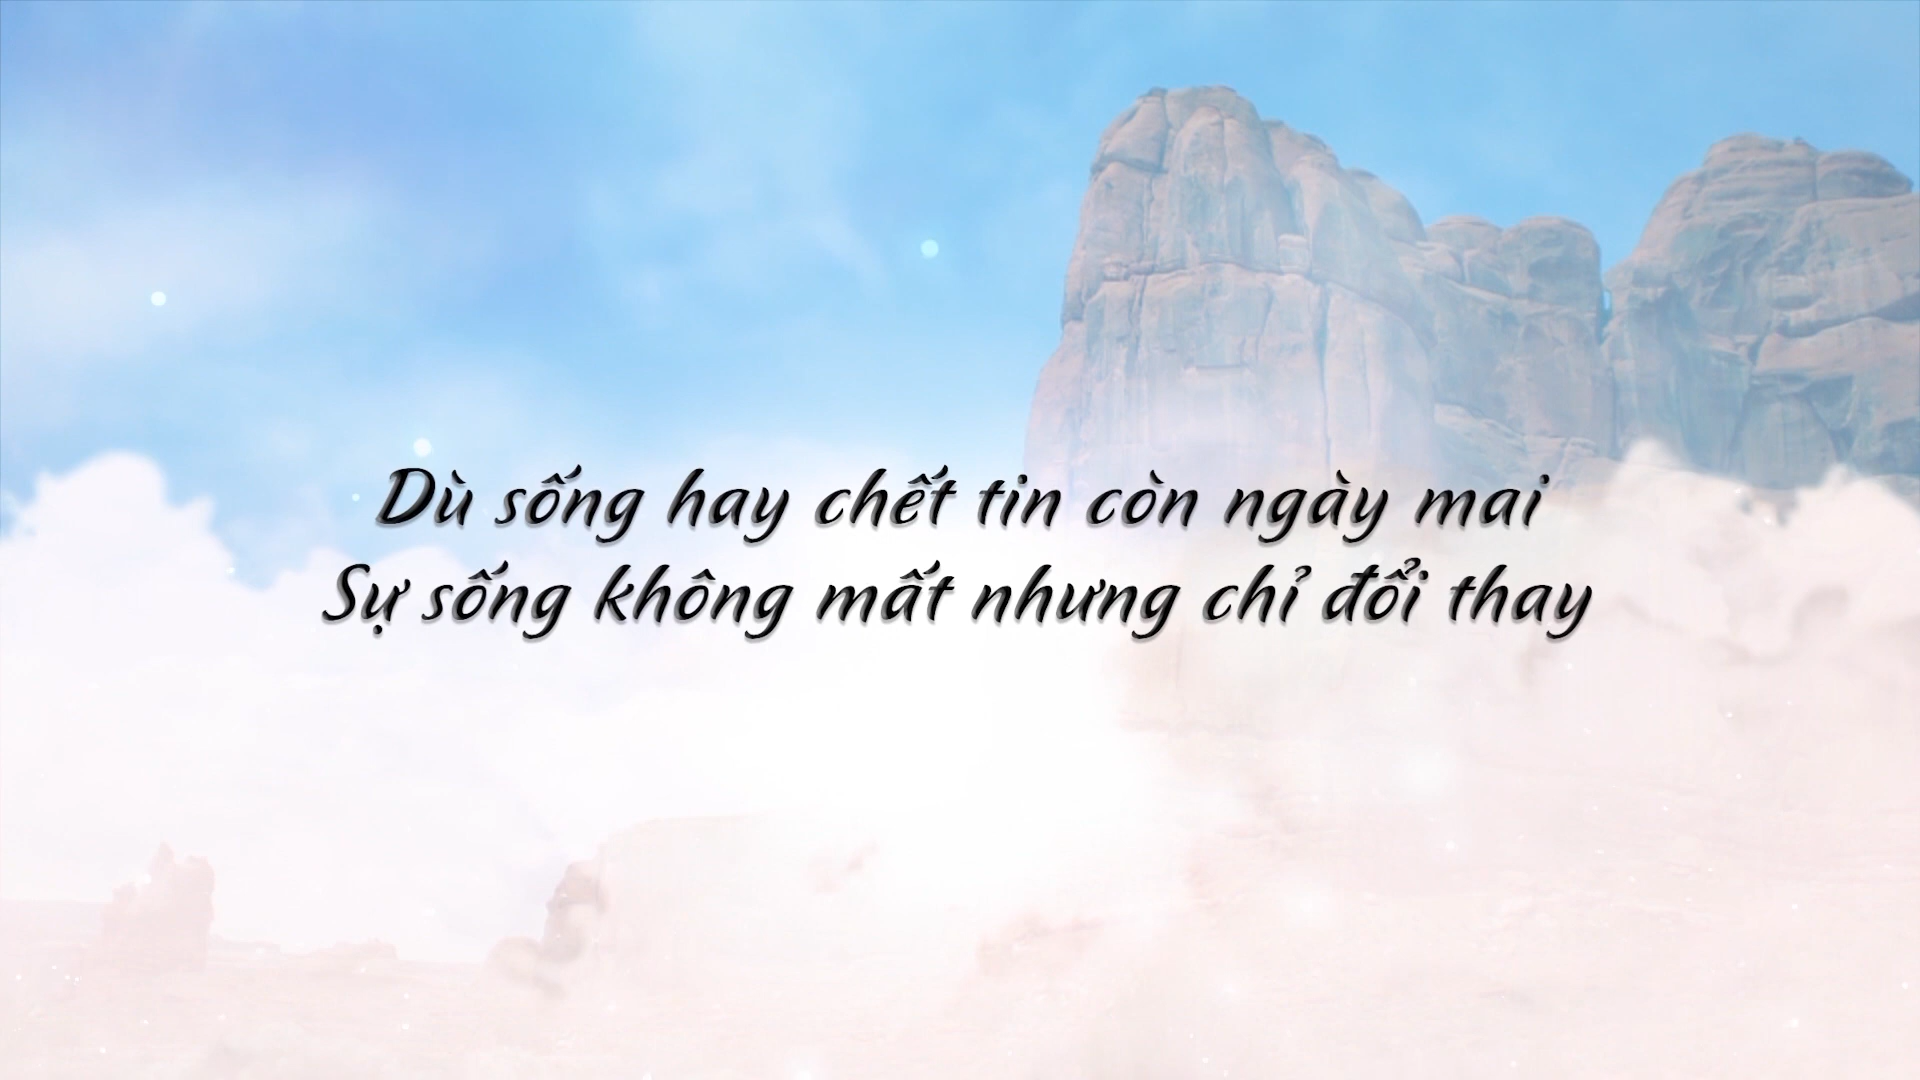 Dù sống hay chết tin còn ngày mai
Sự sống không mất nhưng chỉ đổi thay